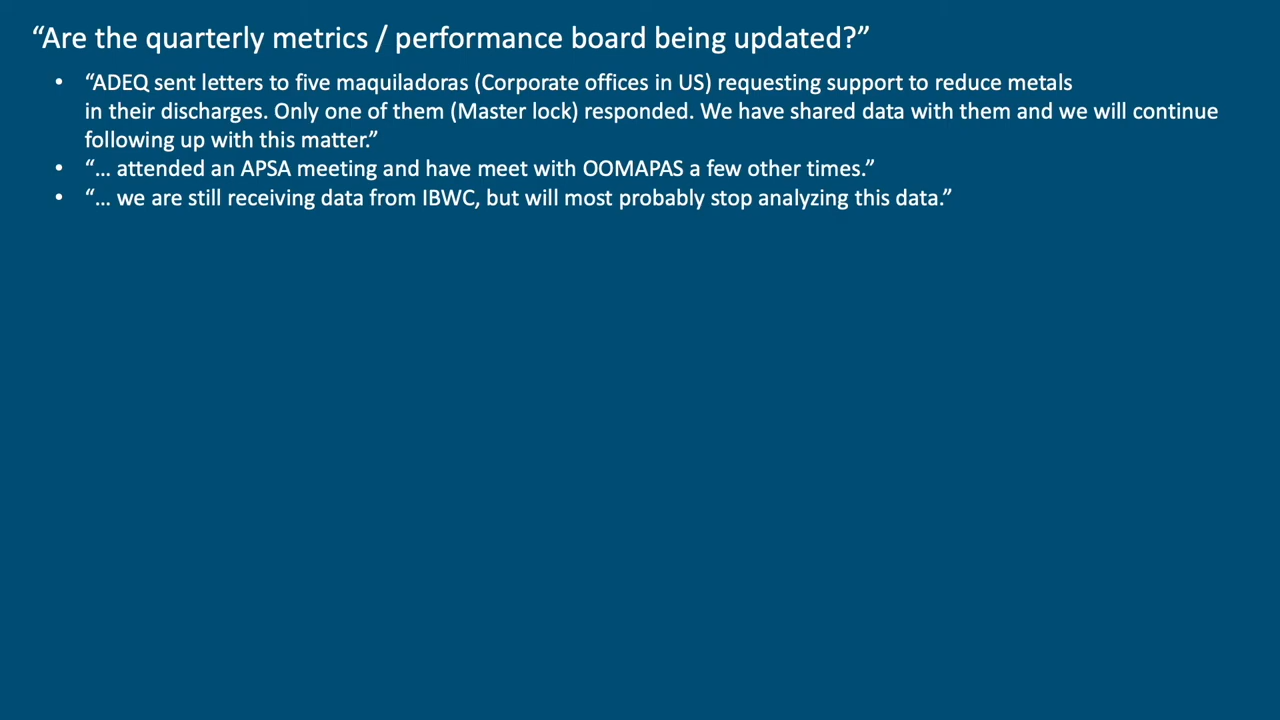 “Are the quarterly metrics / performance board being updated?”
• “ADEQ sent letters to five maquiladoras (Corporate offices in US) requesting support to reduce metals
in their discharges. Only one of them (Master lock) responded. We have shared data with them and we will continue
following up with this matter.”
• “… attended an APSA meeting and have meet with OOMAPAS a few other times.”
• “… we are still receiving data from IBWC, but will most probably stop analyzing this data.”